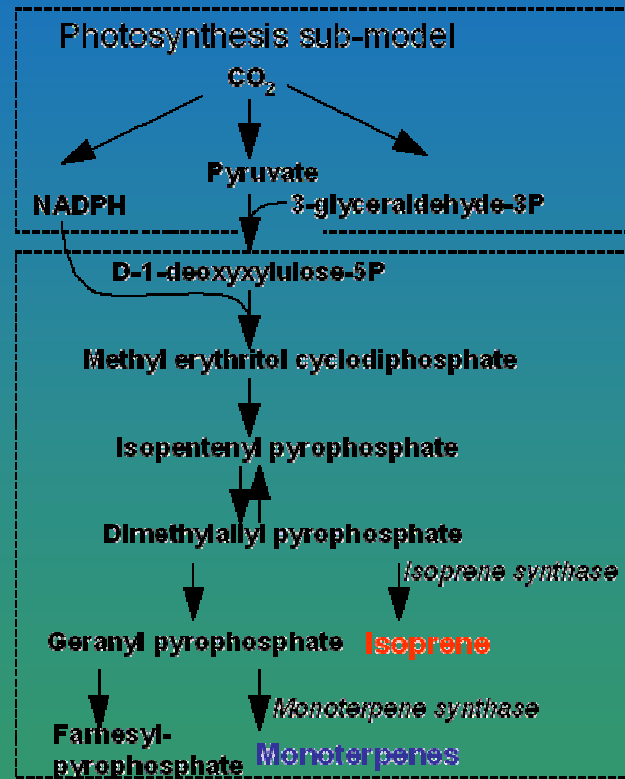 Photosynthesis sub-model
CO₂
Pyruvate
NADPH
3-glyceraldehyde-3P
D-1-deoxyxylulose-5P
Methyl erythritol cyclodiphosphate
Isopentenyl pyrophosphate
Dimethylallyl pyrophosphate
Isoprene synthase
Geranyl pyrophosphate Isoprene
Monoterpene synthase
Farnesyl-
pyrophosphate Monoterpenes